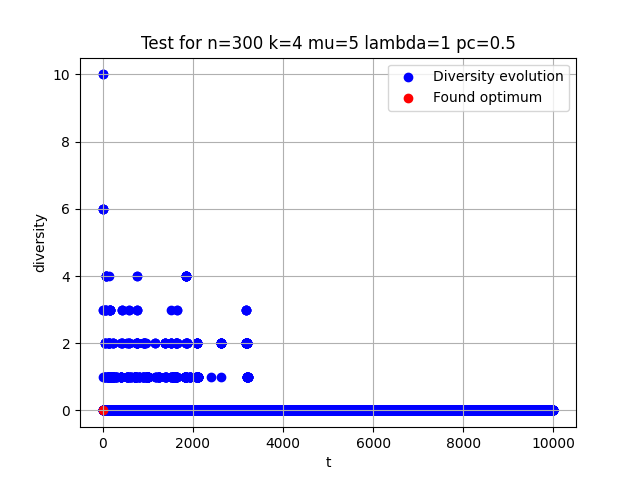 Test for n=300 k=4 mu=5 lambda=1 pc=0.5
Diversity evolution
Found optimum
diversity
10
8
6
4
2
0
0 2000 4000 6000 8000 10000
t